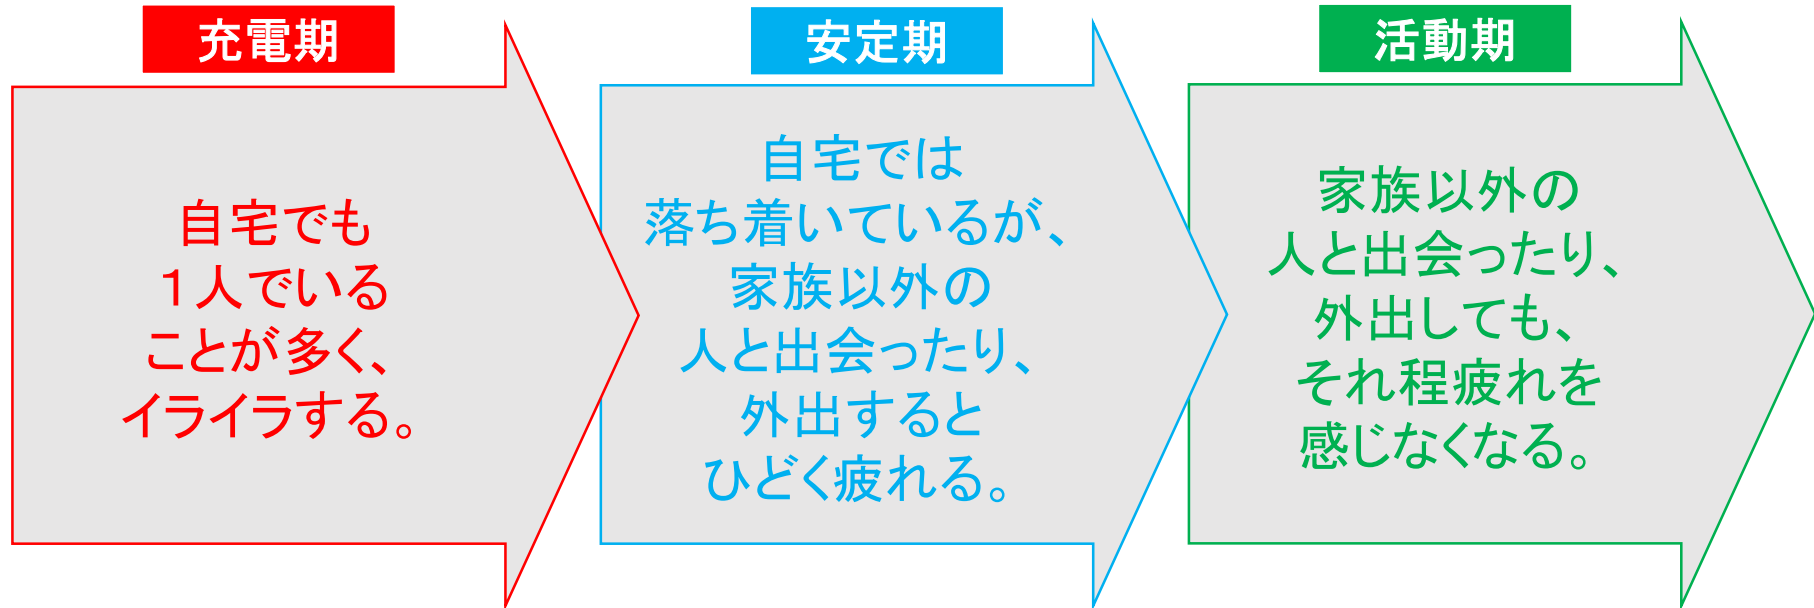 充電期
自宅でも
１人でいる
ことが多く、
イライラする。
安定期
自宅では
落ち着いているが、
家族以外の
人と出会ったり、
外出すると
ひどく疲れる。
活動期
家族以外の
人と出会ったり、
外出しても、
それ程疲れを
感じなくなる。